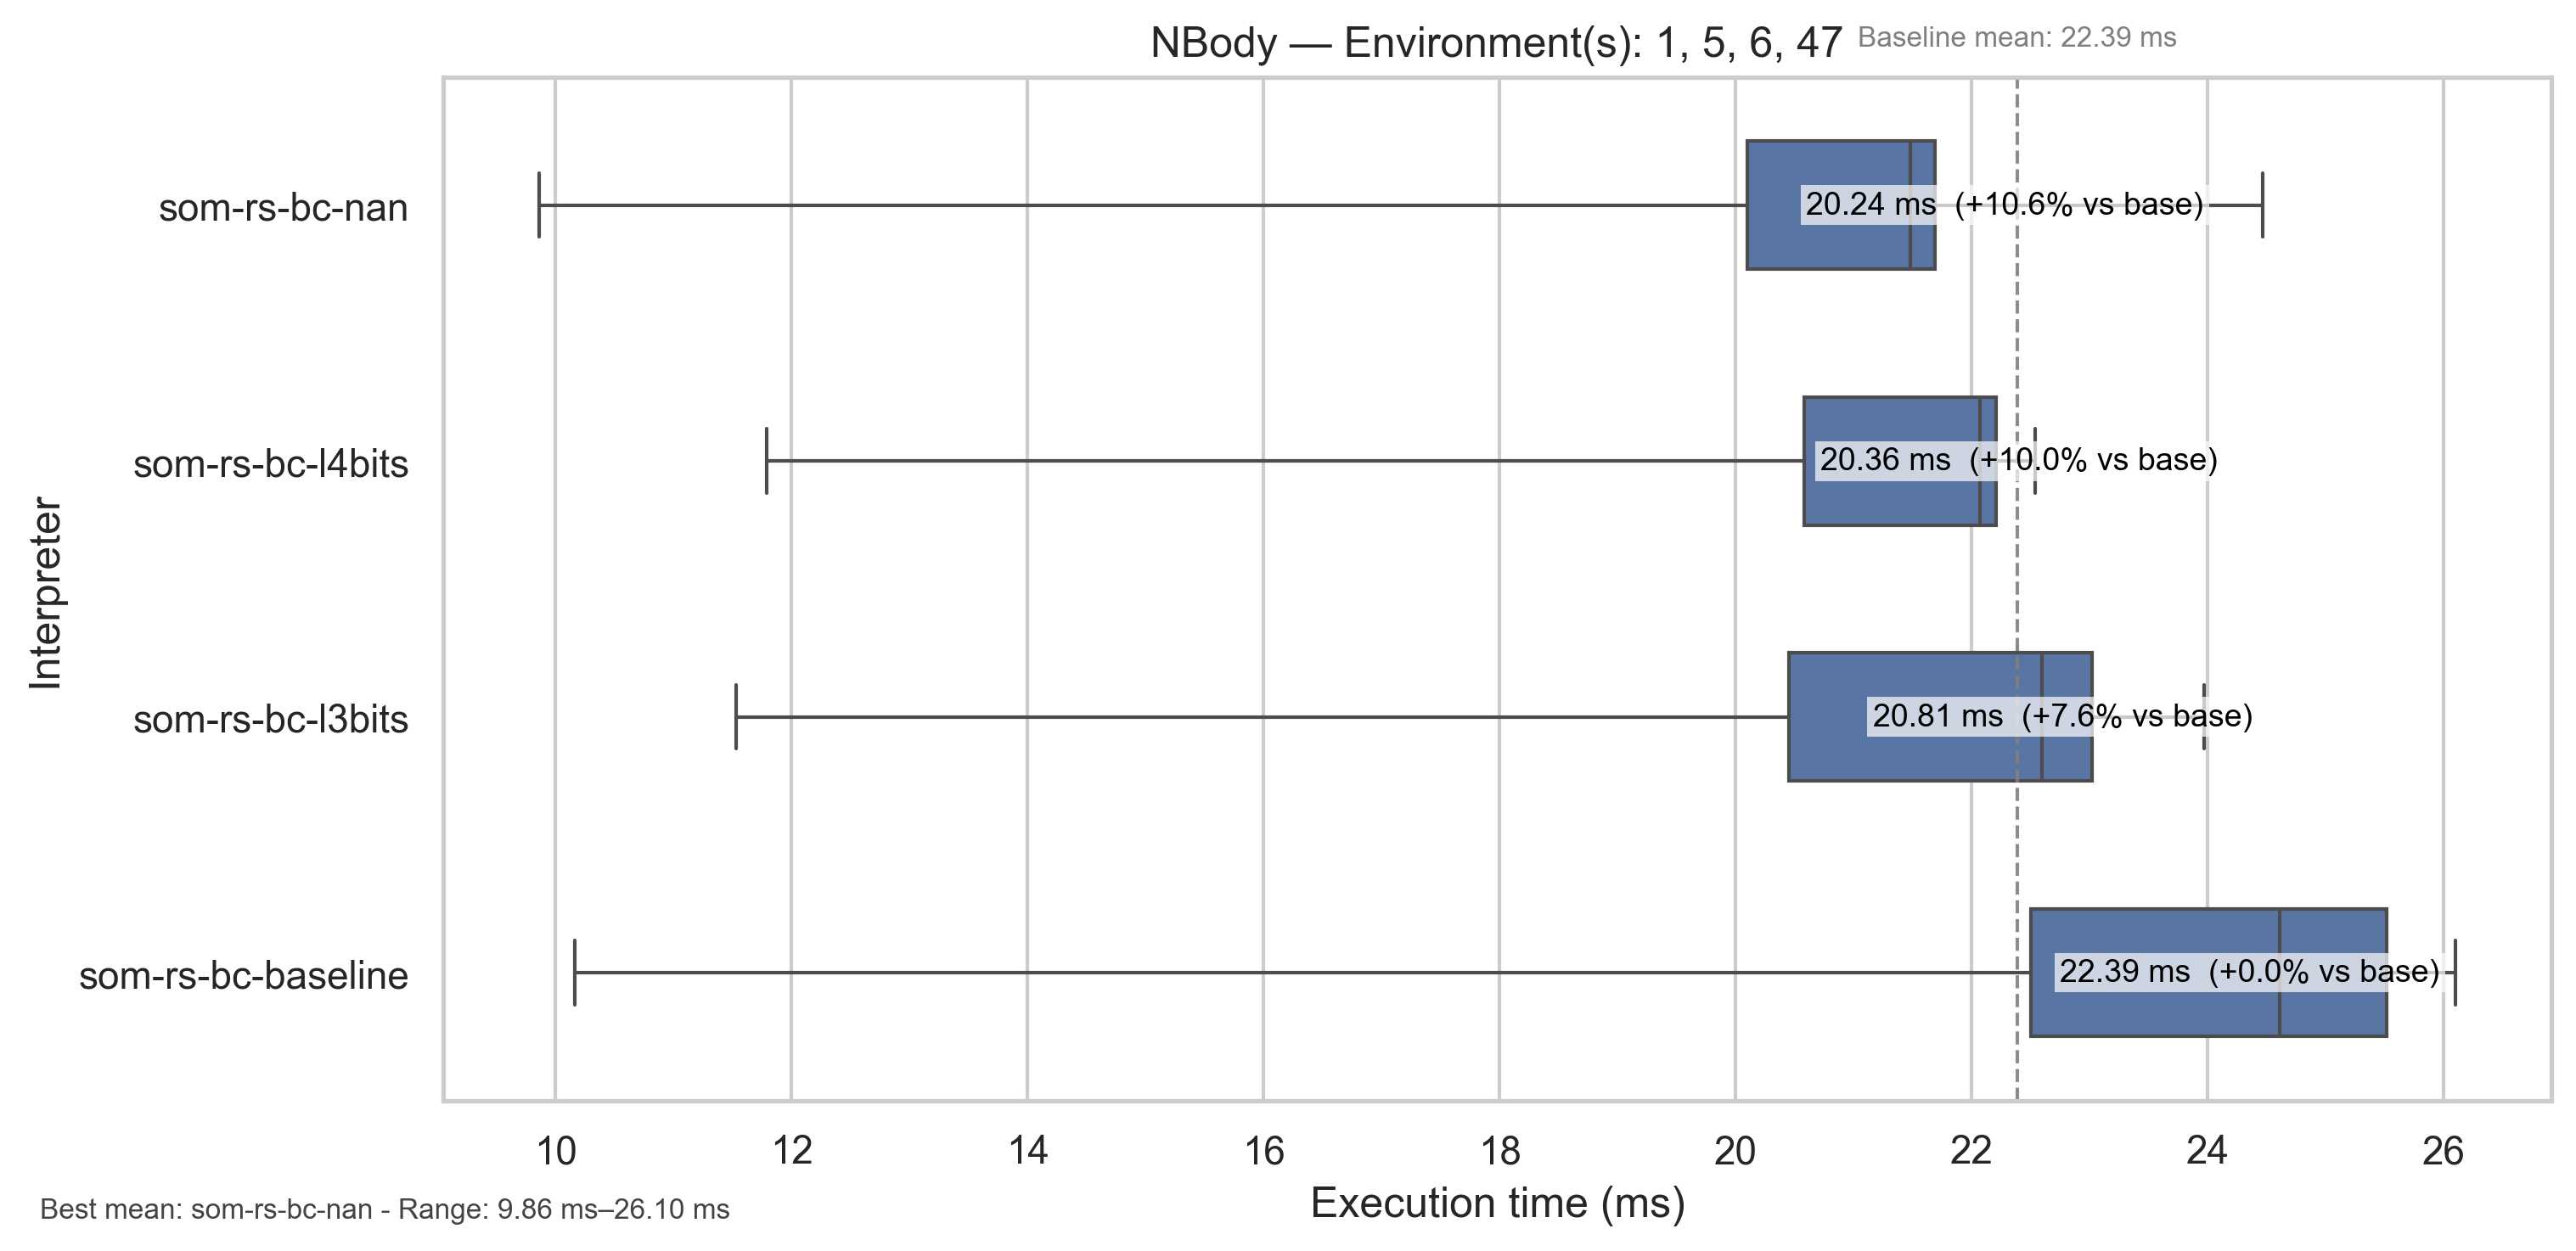 NBody — Environment(s): 1, 5, 6, 47
Baseline mean: 22.39 ms
Interpreter
som-rs-bc-nan
20.24 ms (+10.6% vs base)
som-rs-bc-l4bits
20.36 ms (+10.0% vs base)
som-rs-bc-l3bits
20.81 ms (+7.6% vs base)
som-rs-bc-baseline
22.39 ms (+0.0% vs base)
10 12 14 16 18 20 22 24 26
Execution time (ms)
Best mean: som-rs-bc-nan - Range: 9.86 ms–26.10 ms